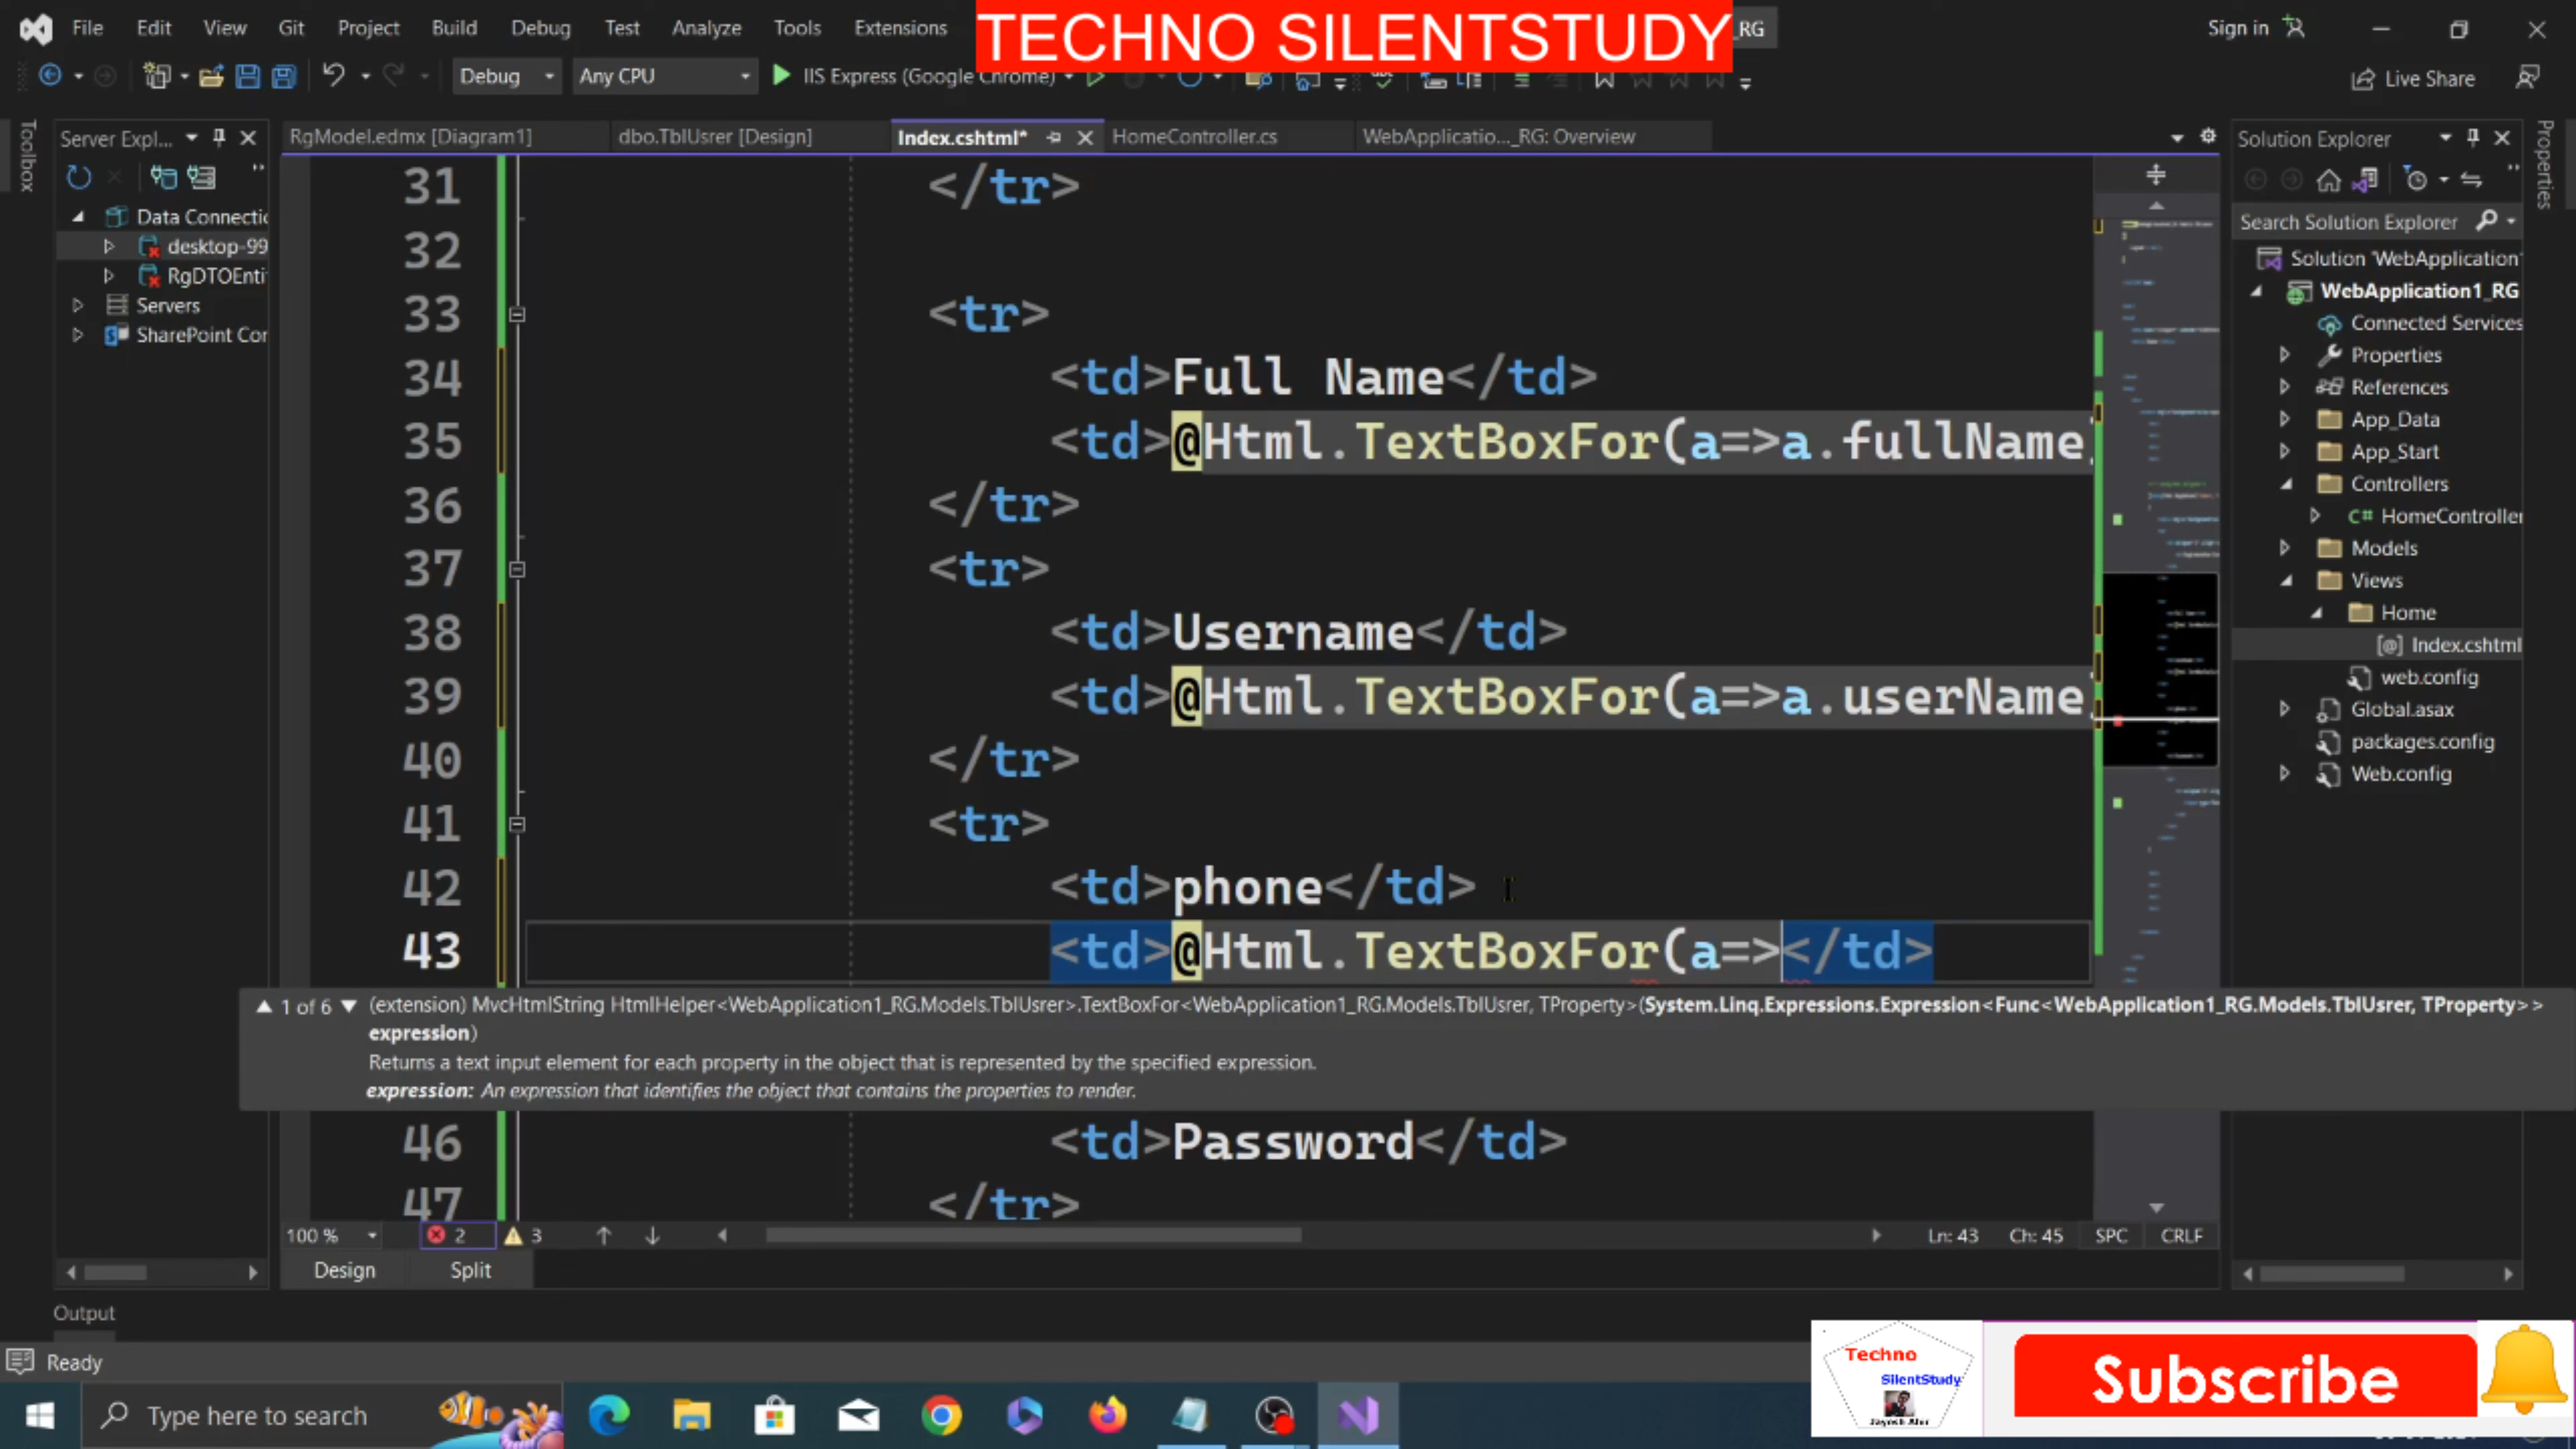 File Edit View Git Project Build Debug Test Analyze Tools Extensions TECHNO SILENTSTUDY _RG Sign in
Debug Any CPU IIS Express (Google Chrome) Live Share
Toolbox
Server Expl...
RgModel.edmx [Diagram1] dbo.TblUsrer [Design] Index.cshtml* HomeController.cs WebApplicatio..._RG: Overview
Solution Explorer
Properties
Data Connectic
desktop-99
RgDTOEnti
Servers
SharePoint Cor
31 </tr>
32
33 <tr>
34 <td>Full Name</td>
35 <td>@Html.TextBoxFor(a=>a.fullName
36 </tr>
37 <tr>
38 <td>Username</td>
39 <td>@Html.TextBoxFor(a=>a.userName
40 </tr>
41 <tr>
42 <td>phone</td>
43 <td>@Html.TextBoxFor(a=></td>
1 of 6 (extension) MvcHtmlString HtmlHelper<WebApplication1_RG.Models.TblUsrer>.TextBoxFor<WebApplication1_RG.Models.TblUsrer, TProperty>(System.Linq.Expressions.Expression<Func<WebApplication1_RG.Models.TblUsrer, TProperty>>
expression)
Returns a text input element for each property in the object that is represented by the specified expression.
expression: An expression that identifies the object that contains the properties to render.
46 <td>Password</td>
47 </tr>
100 % 2 3 Ln: 43 Ch: 45 SPC CRLF
Design Split
Search Solution Explorer
Solution 'WebApplication1
WebApplication1_RG
Connected Services
Properties
References
App_Data
App_Start
Controllers
C# HomeController
Models
Views
Home
[@] Index.cshtml
web.config
Global.asax
packages.config
Web.config
Output
Ready
Type here to search
Techno
SilentStudy
Jayesh Ahir
Subscribe